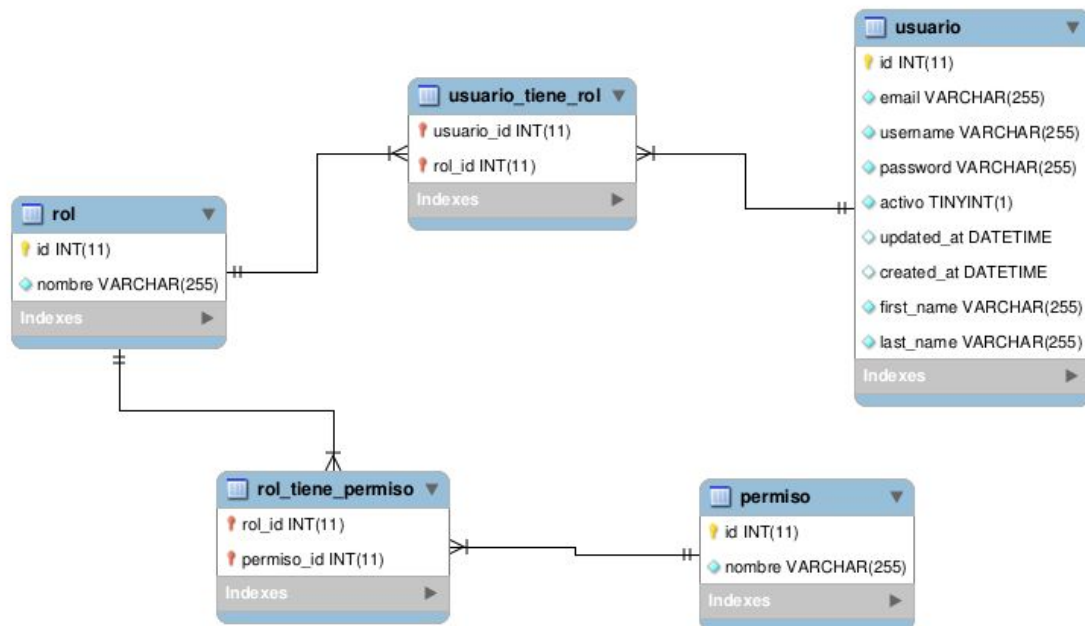 usuario
id INT(11)
email VARCHAR(255)
username VARCHAR(255)
password VARCHAR(255)
activo TINYINT(1)
updated_at DATETIME
created_at DATETIME
first_name VARCHAR(255)
last_name VARCHAR(255)
Indexes
usuario_tiene_rol
usuario_id INT(11)
rol_id INT(11)
Indexes
rol
id INT(11)
nombre VARCHAR(255)
Indexes
rol_tiene_permiso
rol_id INT(11)
permiso_id INT(11)
Indexes
permiso
id INT(11)
nombre VARCHAR(255)
Indexes